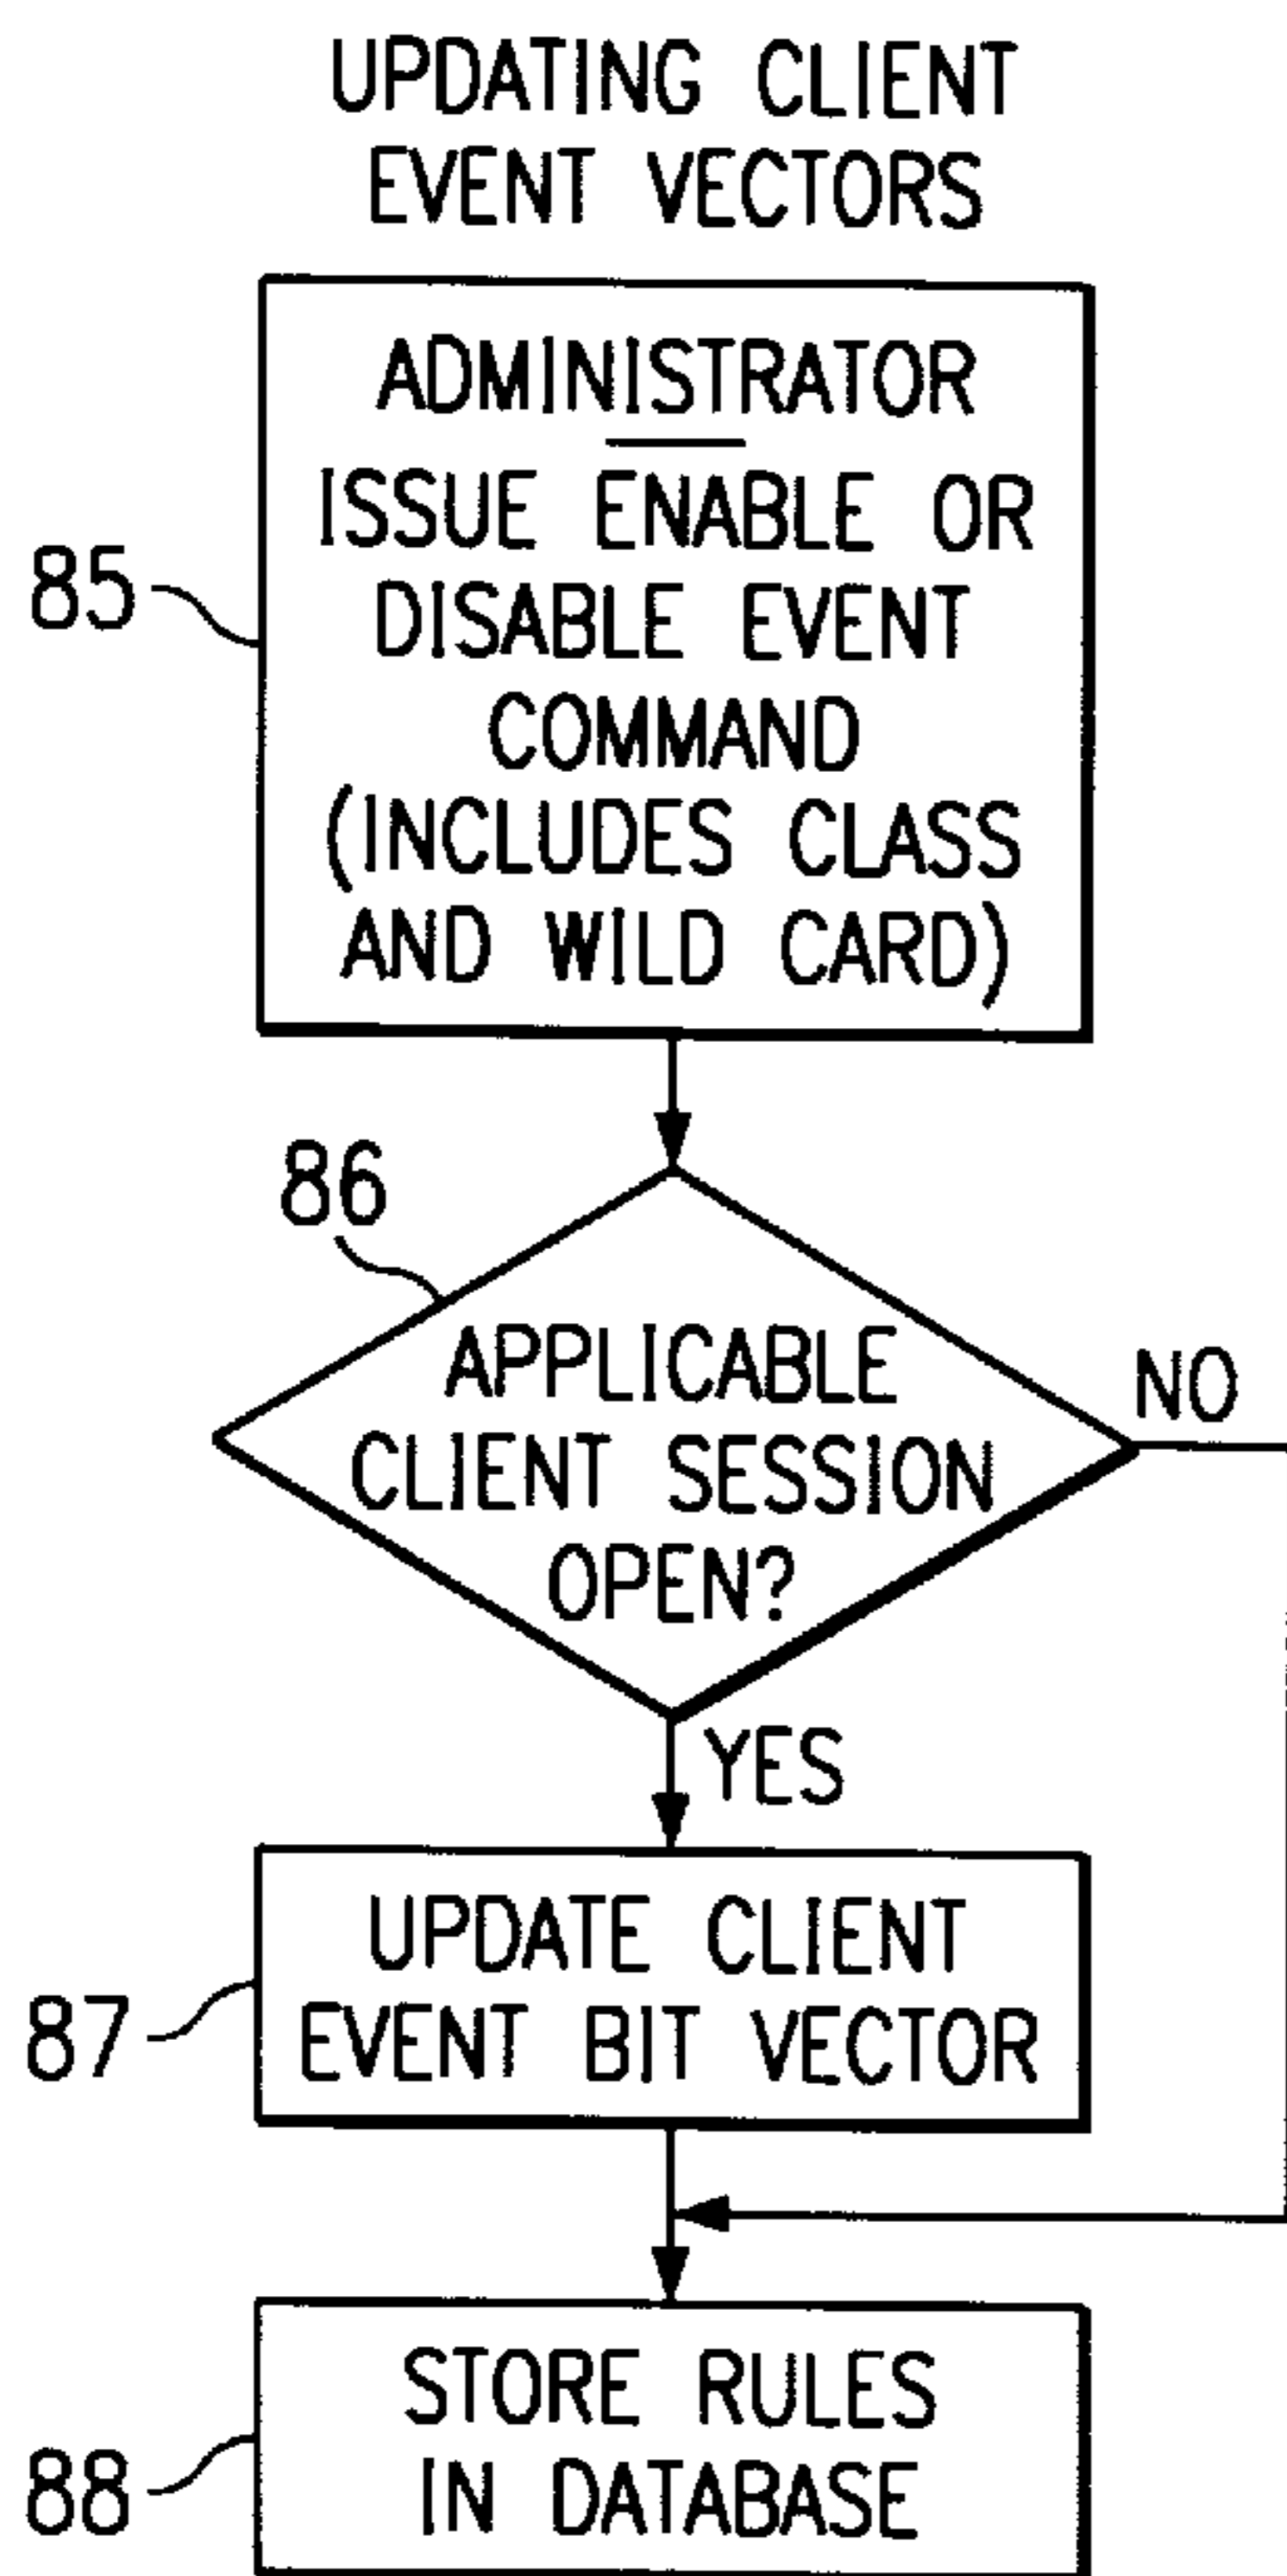 UPDATING CLIENT
EVENT VECTORS
ADMINISTRATOR
ISSUE ENABLE OR
DISABLE EVENT
COMMAND
(INCLUDES CLASS
AND WILD CARD)
85
86
APPLICABLE
CLIENT SESSION
OPEN?
NO
YES
UPDATE CLIENT
EVENT BIT VECTOR
87
STORE RULES
IN DATABASE
88